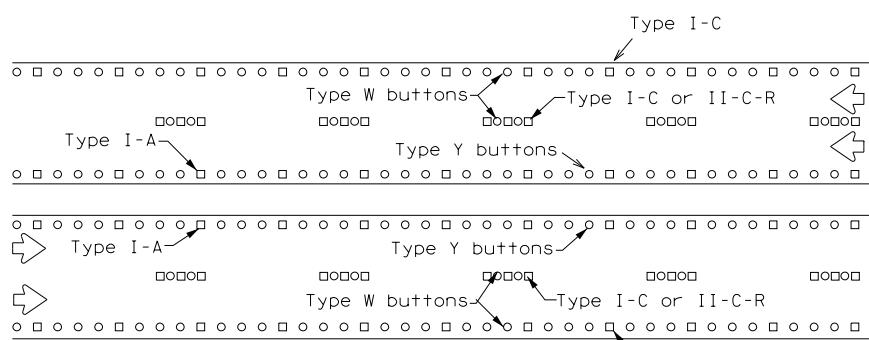 Type I-C
Type W buttons
Type I-C or II-C-R
Type I-A
Type Y buttons
Type I-A
Type Y buttons
Type W buttons
Type I-C or II-C-R